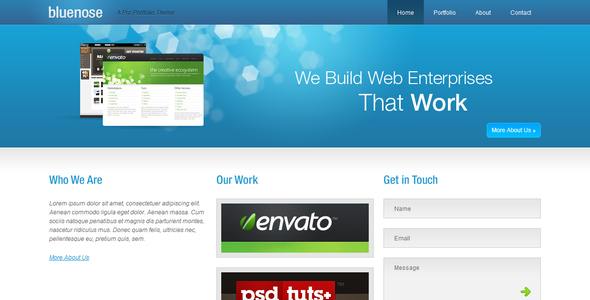 bluenose
A Pro Portfolio Theme
Home
Portfolio
About
Contact
envato
the creative ecosystem
We Build Web Enterprises
That Work
More About Us »
Who We Are
Lorem ipsum dolor sit amet, consectetuer adipiscing elit.
Aenean commodo ligula eget dolor. Aenean massa. Cum
sociis natoque penatibus et magnis dis parturient montes,
nascetur ridiculus mus. Donec quam felis, ultricies nec,
pellentesque eu, pretium quis, sem.
More About Us
Our Work
envato
psd tuts+
Get in Touch
Name
Email
Message